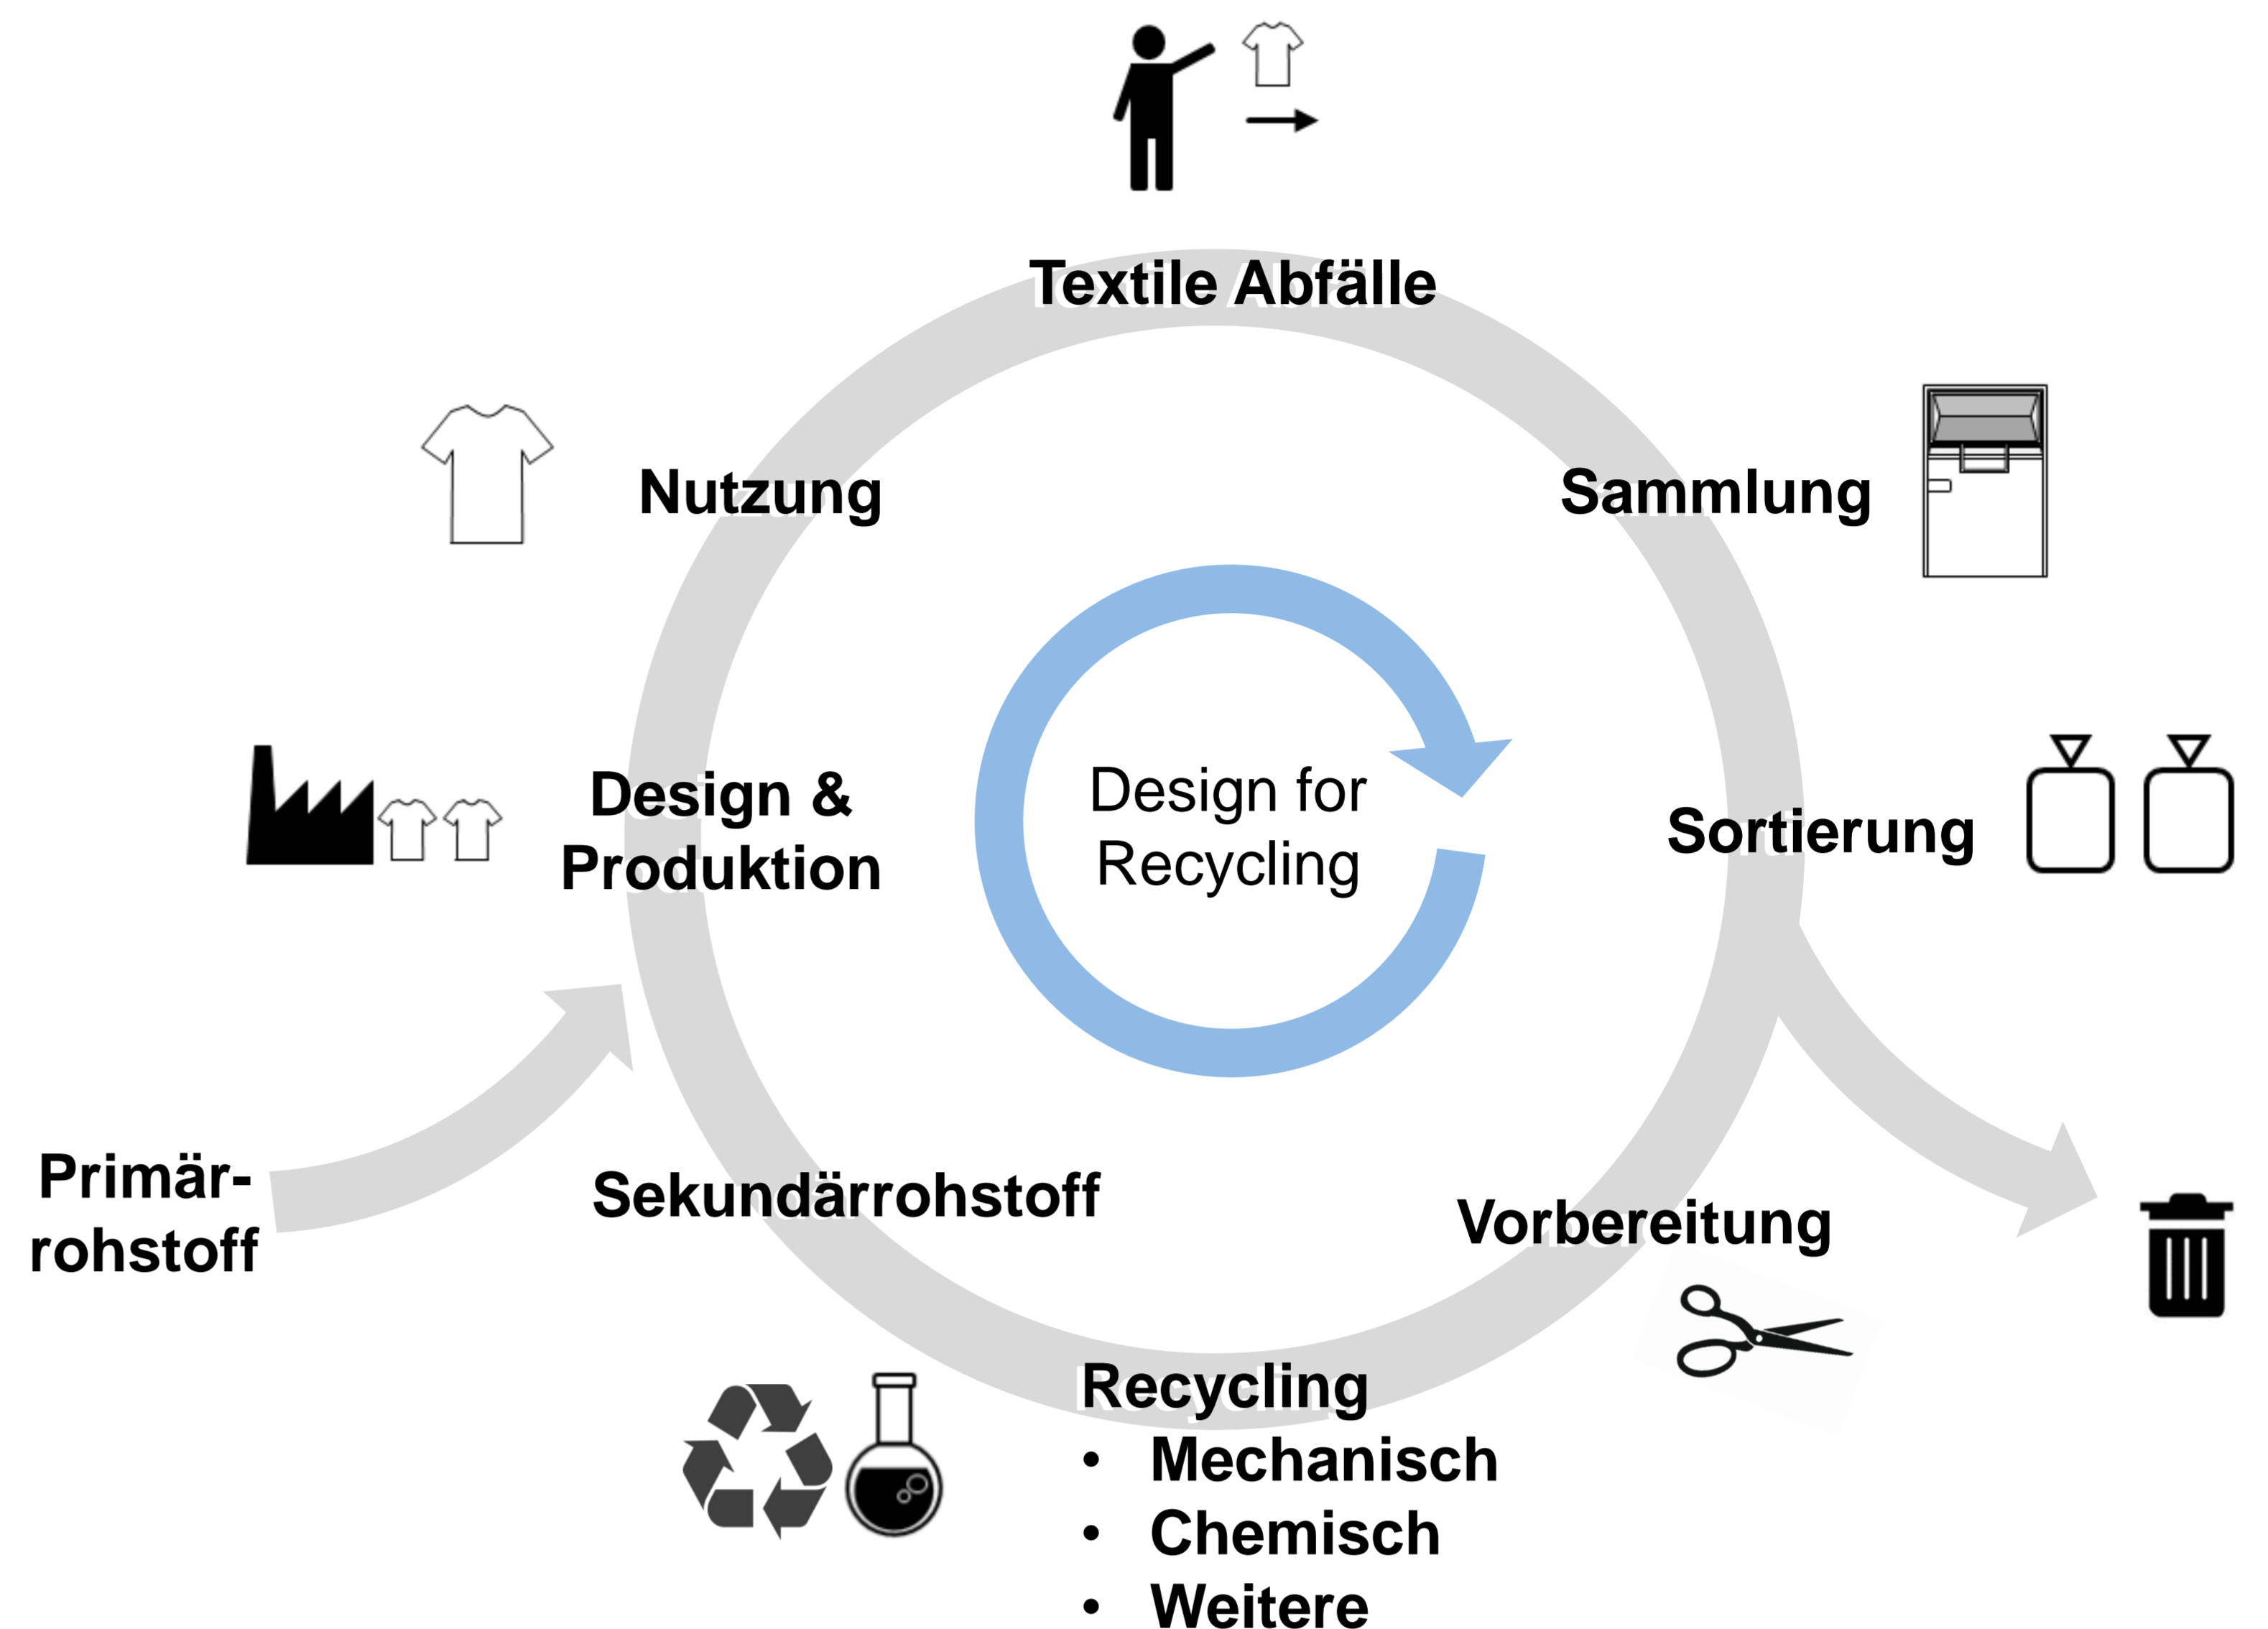 Textile Abfälle
Nutzung
Sammlung
Design &
Produktion
Design for
Recycling
Sortierung
Primär-
rohstoff
Sekundärrohstoff
Vorbereitung
Recycling
• Mechanisch
• Chemisch
• Weitere